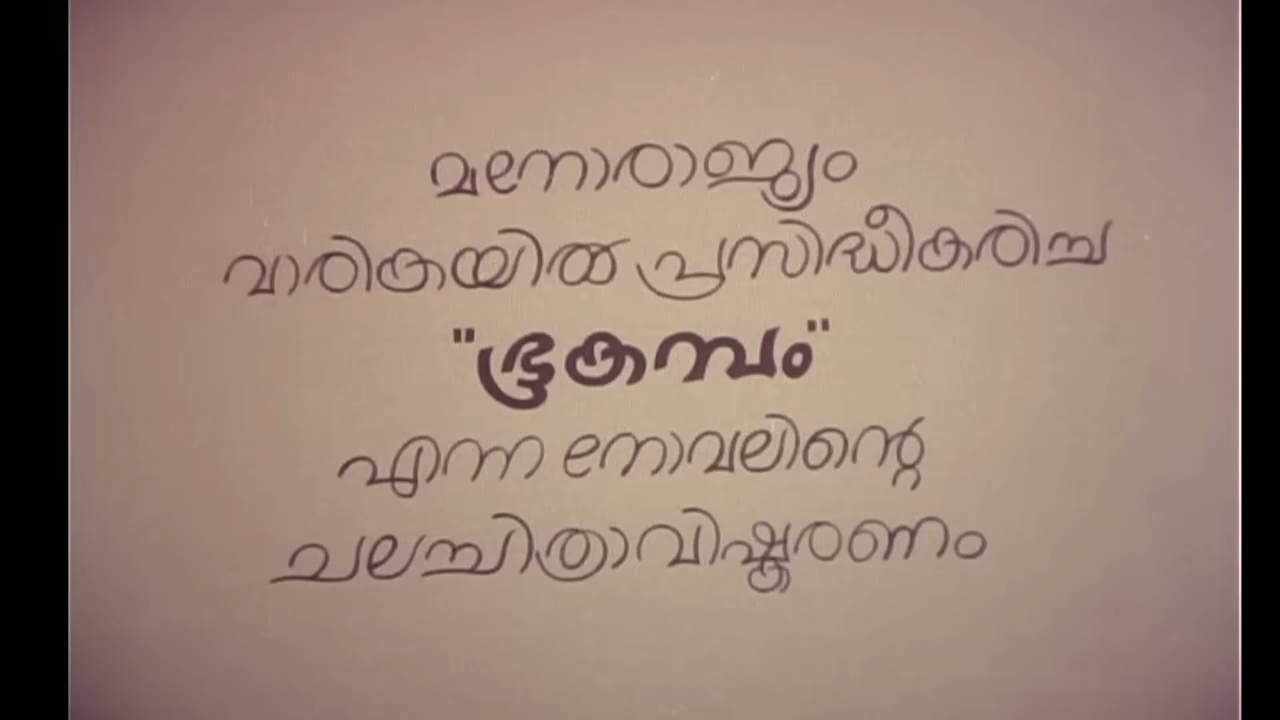 മനോരാജ്യം
വാരികയിൽ പ്രസിദ്ധീകരിച്ച
"ഭൂകമ്പം"
എന്ന നോവലിന്റെ
ചലച്ചിത്രാവിഷ്ക്കരണം